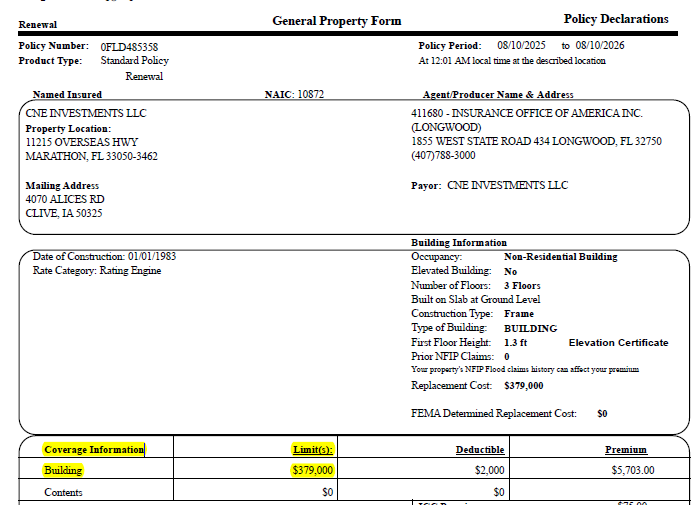 Renewal
General Property Form
Policy Declarations
Policy Number: 0FLD485358
Product Type: Standard Policy
Renewal
Policy Period: 08/10/2025 to 08/10/2026
At 12:01 AM local time at the described location
Named Insured
NAIC: 10872
Agent/Producer Name & Address
CNE INVESTMENTS LLC
Property Location:
11215 OVERSEAS HWY
MARATHON, FL 33050-3462
Mailing Address
4070 ALICES RD
CLIVE, IA 50325
411680 - INSURANCE OFFICE OF AMERICA INC.
(LONGWOOD)
1855 WEST STATE ROAD 434 LONGWOOD, FL 32750
(407)788-3000
Payor: CNE INVESTMENTS LLC
Date of Construction: 01/01/1983
Rate Category: Rating Engine
Building Information
Occupancy: Non-Residential Building
Elevated Building: No
Number of Floors: 3 Floors
Built on Slab at Ground Level
Construction Type: Frame
Type of Building: BUILDING
First Floor Height: 1.3 ft Elevation Certificate
Prior NFIP Claims: 0
Your property's NFIP Flood claims history can affect your premium
Replacement Cost: $379,000
FEMA Determined Replacement Cost: $0
Coverage Information Limit(s): Deductible Premium
Building $379,000 $2,000 $5,703.00
Contents $0 $0